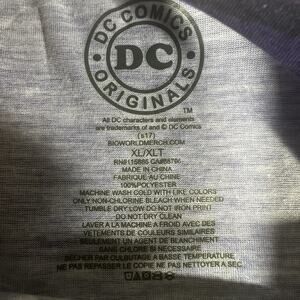 DC COMICS
DC
ORIGINALS
TM
All DC characters and elements
are trademarks of and © DC Comics
(s17)
BIOWORLDMERCH.COM
XL/XLT
MADE IN CHINA
FABRIQUE AU CHINE
100%POLYESTER
MACHINE WASH COLD WITH LIKE COLORS
ONLY NON-CHLORINE BLEACH WHEN NEEDED
TUMBLE DRY LOW DO NOT IRON PRINT
DO NOT DRY CLEAN
LAVER A LA MACHINE A FROID AVEC DES
VETEMENTS DE COULEURS SIMILAIRES
SEULEMENT UN AGENT DE BLANCHIMENT
SANS CHLORE SI NECESSAIRE
SECHER PAR CULBUTAGE A BASSE TEMPERATURE
NE PAS REPASSER LE COPIE NE PAS NETTOYER A SEC.